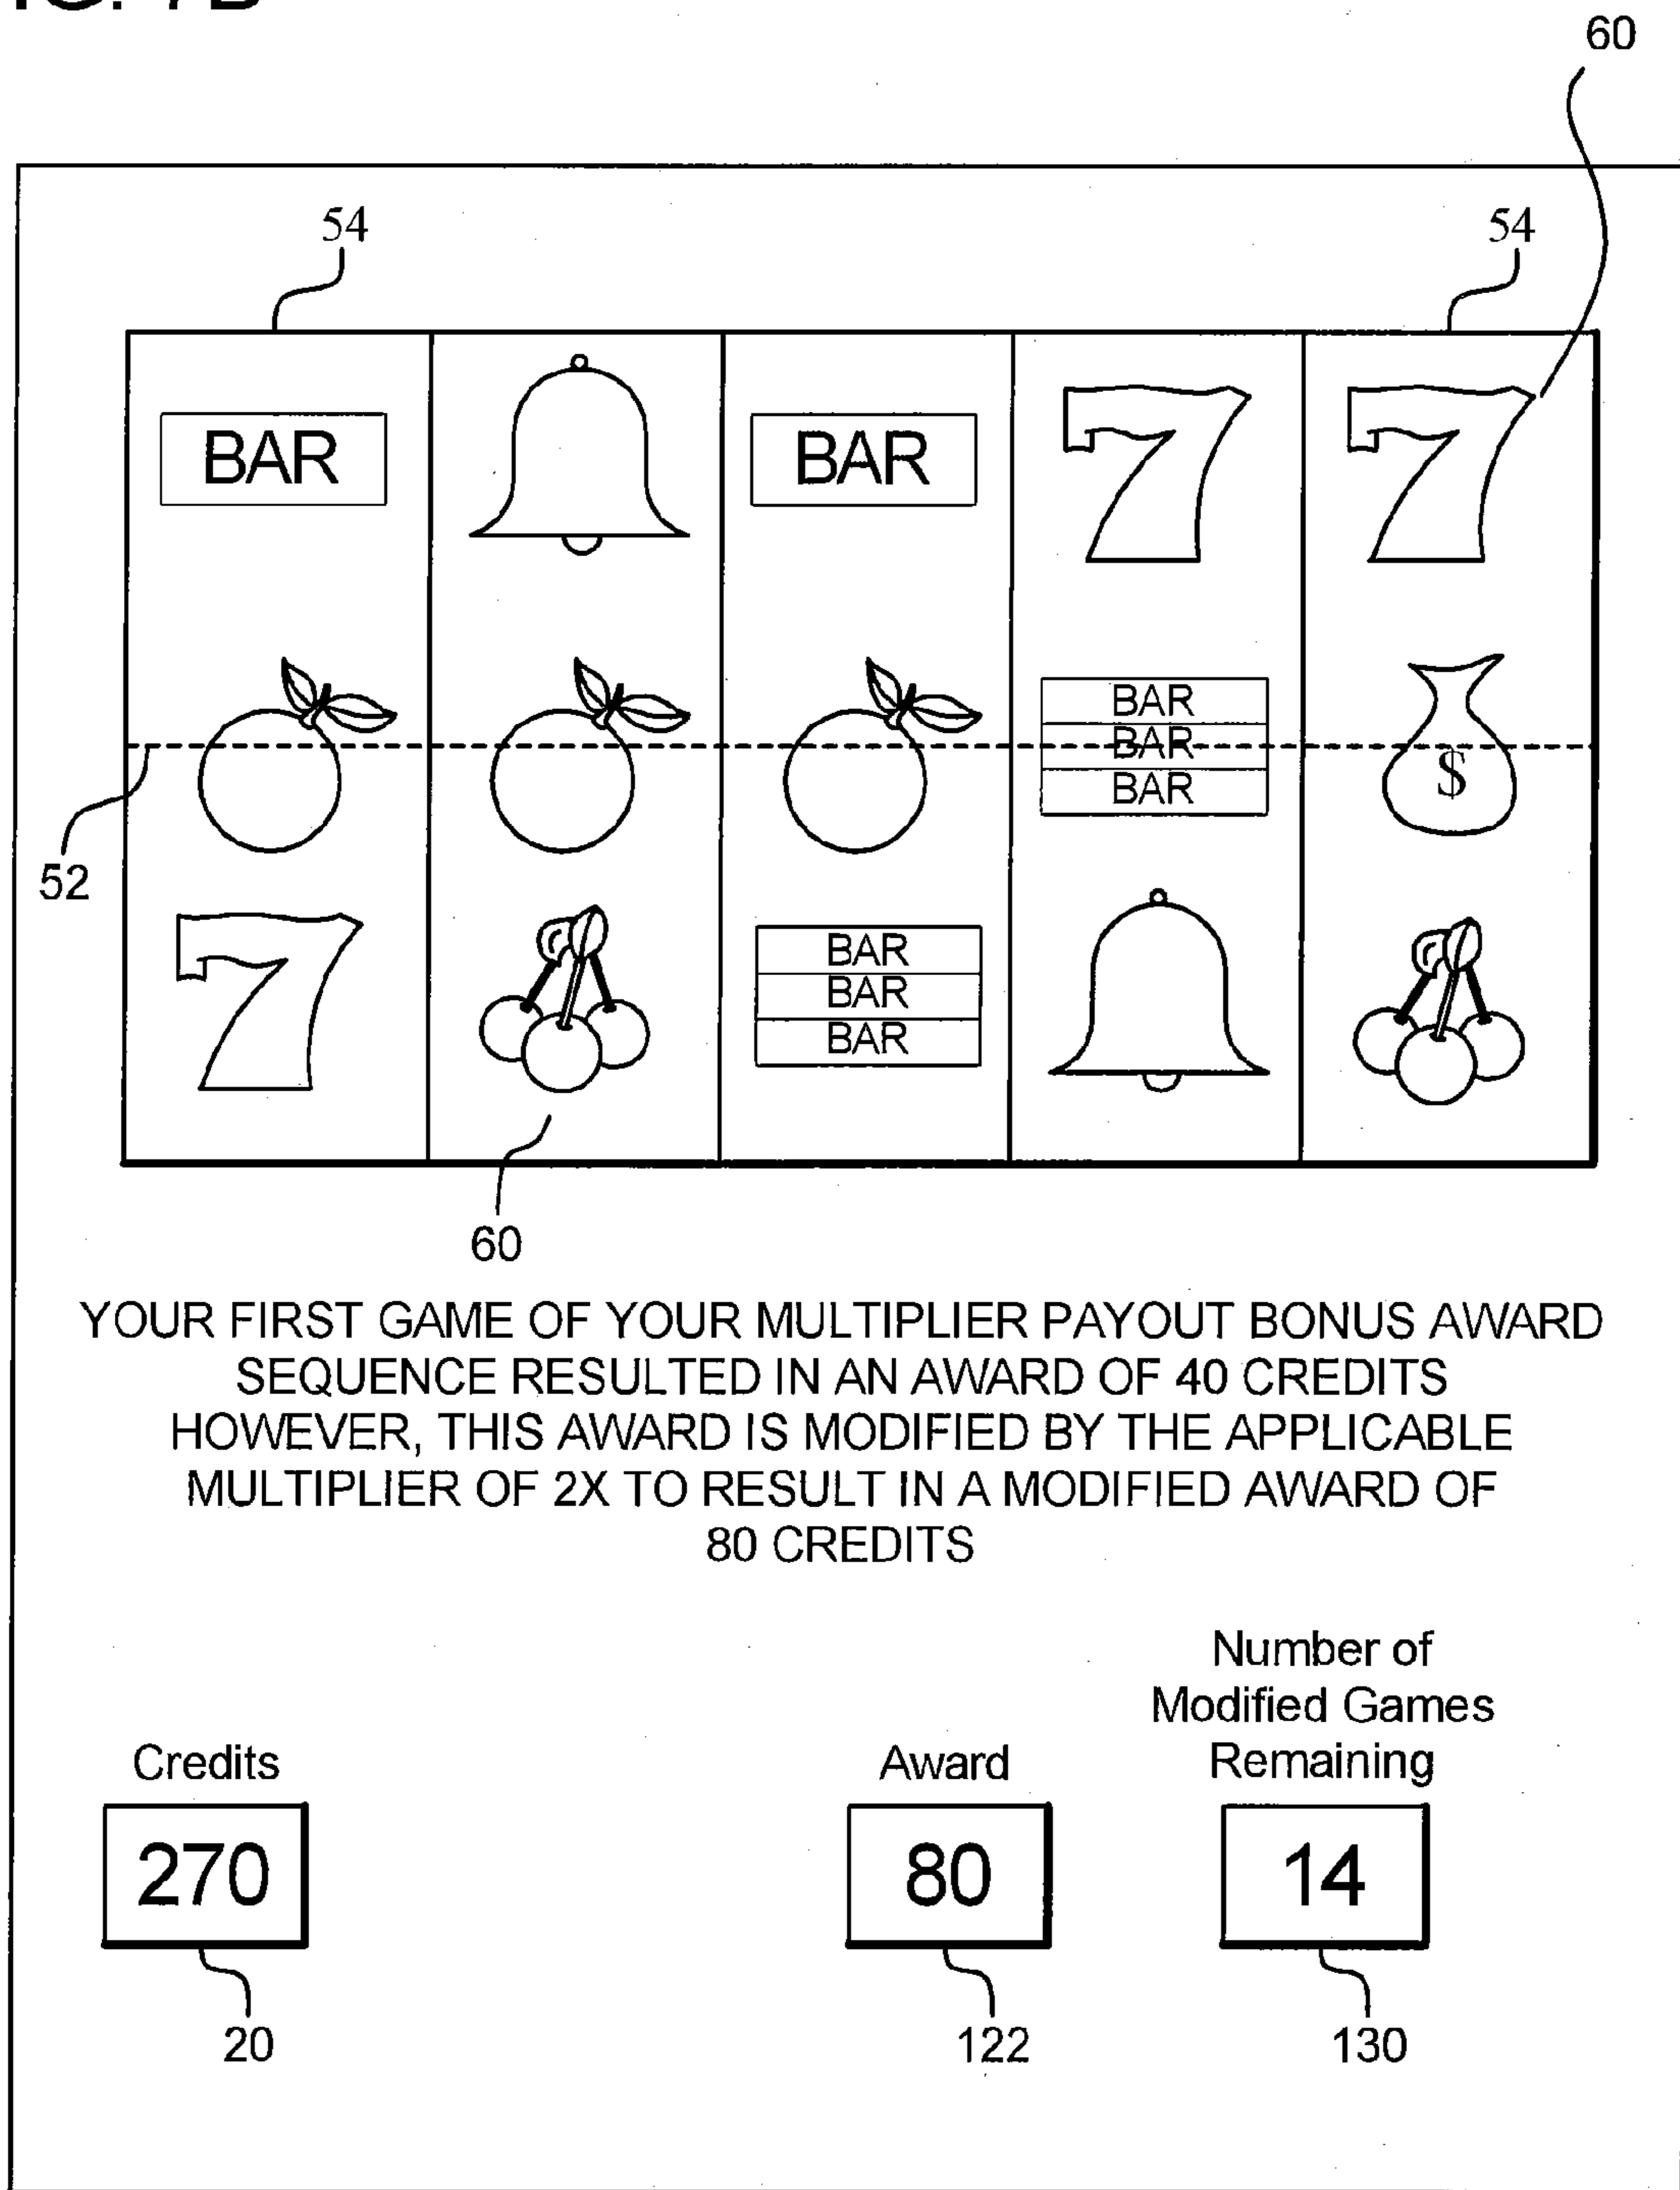 60
54 54
BAR BAR 7 7
BAR
BAR
$
BAR
52
7
BAR
BAR
BAR
60
YOUR FIRST GAME OF YOUR MULTIPLIER PAYOUT BONUS AWARD
SEQUENCE RESULTED IN AN AWARD OF 40 CREDITS
HOWEVER, THIS AWARD IS MODIFIED BY THE APPLICABLE
MULTIPLIER OF 2X TO RESULT IN A MODIFIED AWARD OF
80 CREDITS
Number of
Modified Games
Remaining
Credits
Award
270
80
14
20
122
130